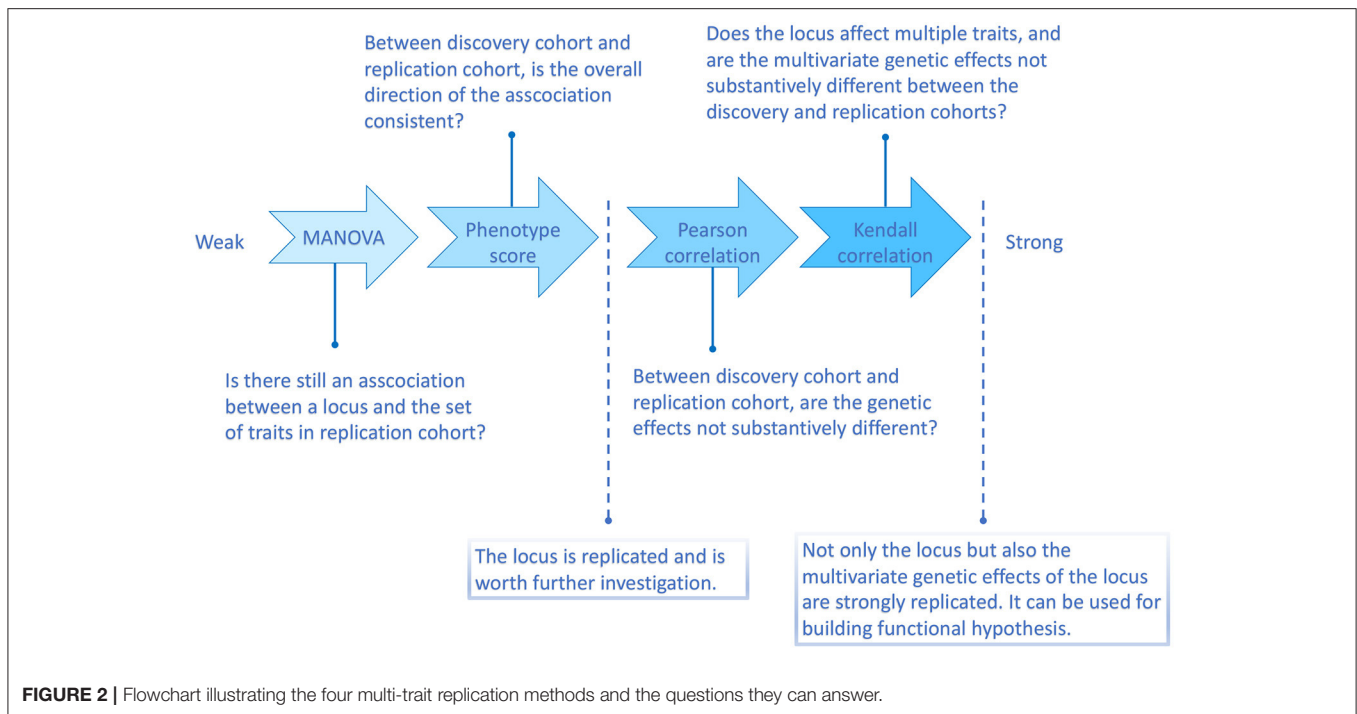 Between discovery cohort and
replication cohort, is the overall
direction of the asscociation
consistent?
Does the locus affect multiple traits, and
are the multivariate genetic effects not
substantively different between the
discovery and replication cohorts?
Weak
MANOVA
Phenotype
score
Pearson
correlation
Kendall
correlation
Strong
Is there still an asscociation
between a locus and the set
of traits in replication cohort?
Between discovery cohort and
replication cohort, are the genetic
effects not substantively different?
The locus is replicated and is
worth further investigation.
Not only the locus but also the
multivariate genetic effects of the locus
are strongly replicated. It can be used for
building functional hypothesis.
FIGURE 2 | Flowchart illustrating the four multi-trait replication methods and the questions they can answer.